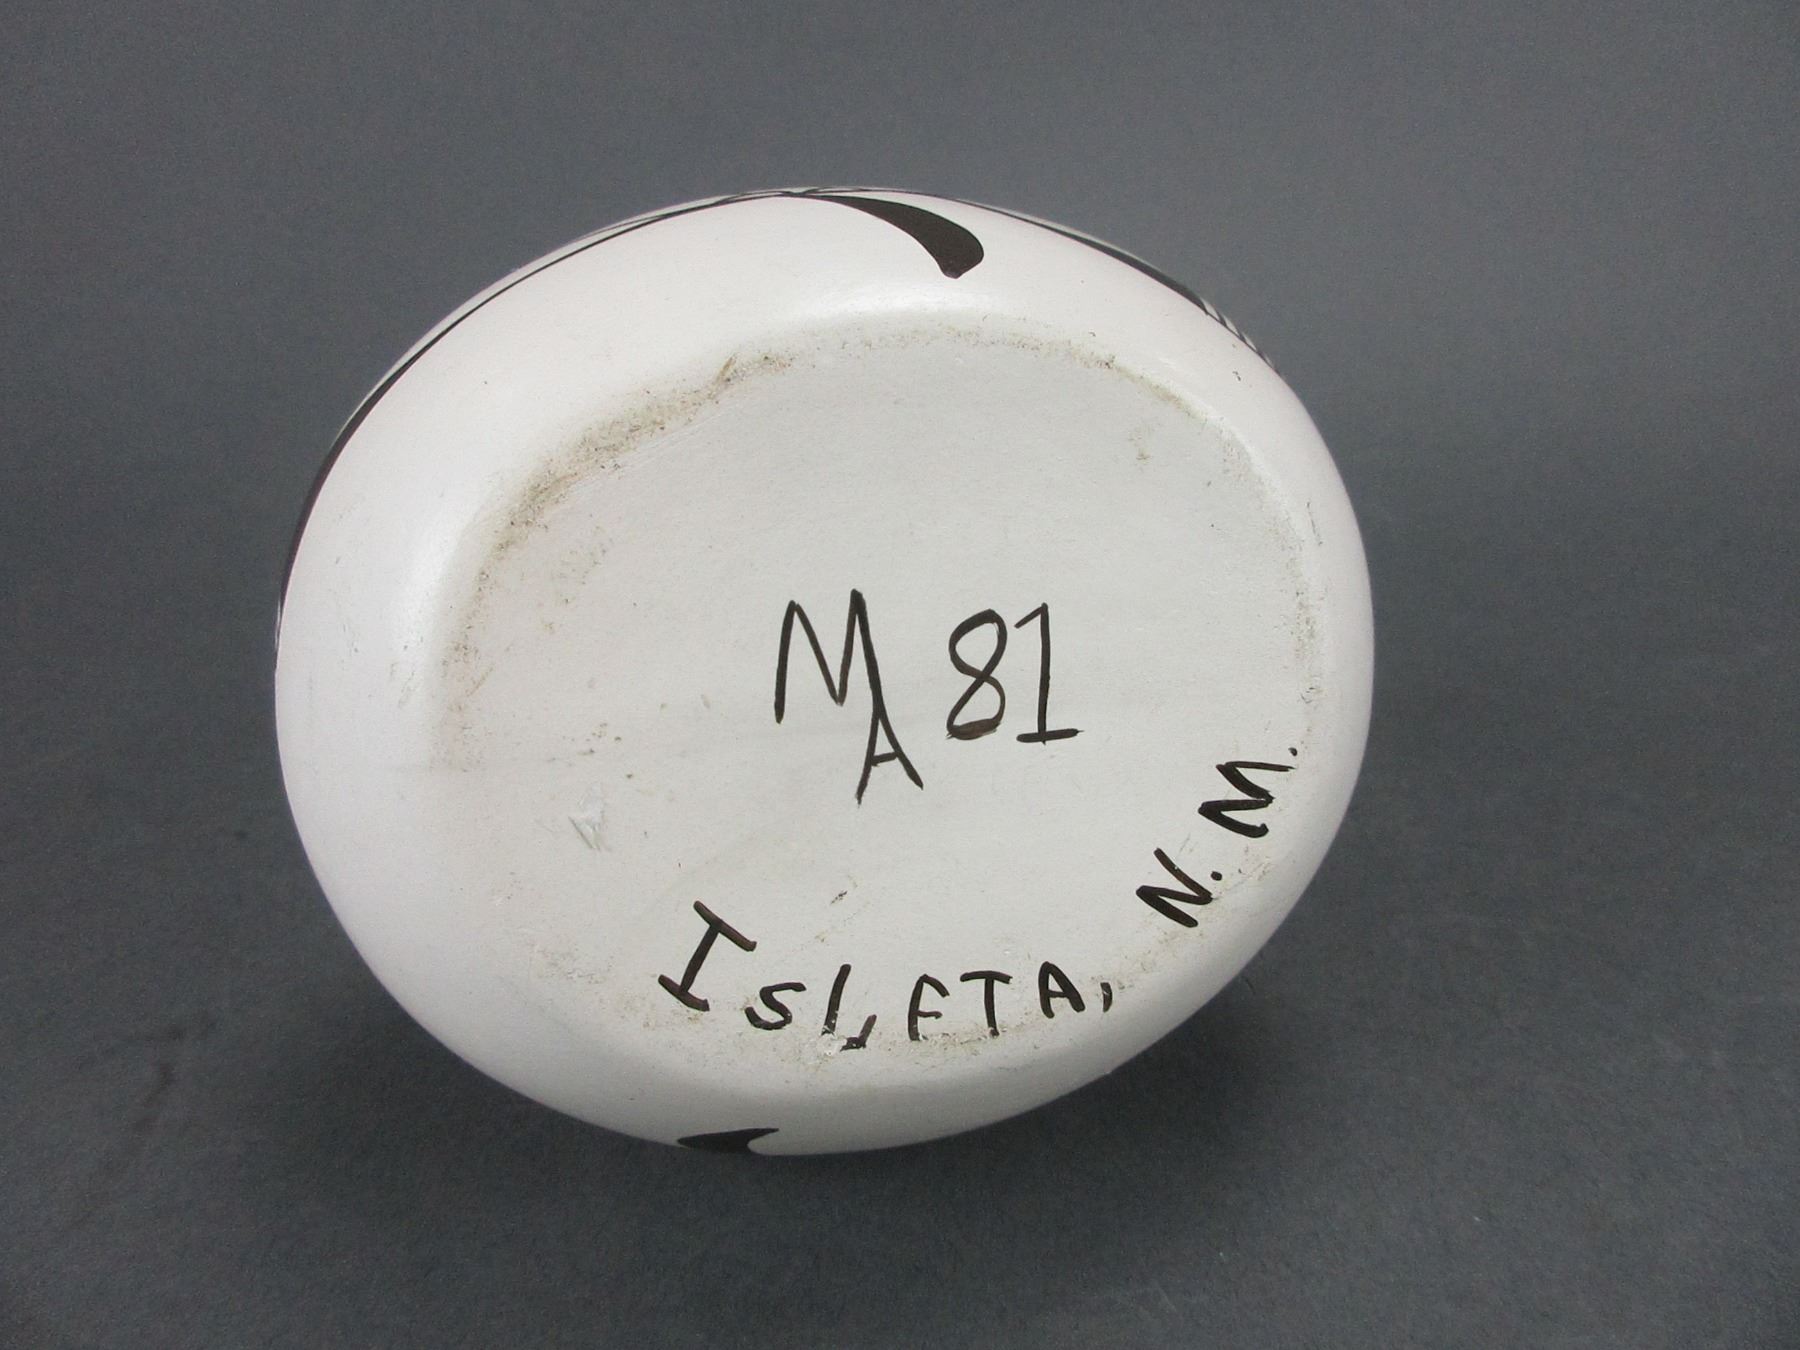 MA 81
ISLETA, N.M.